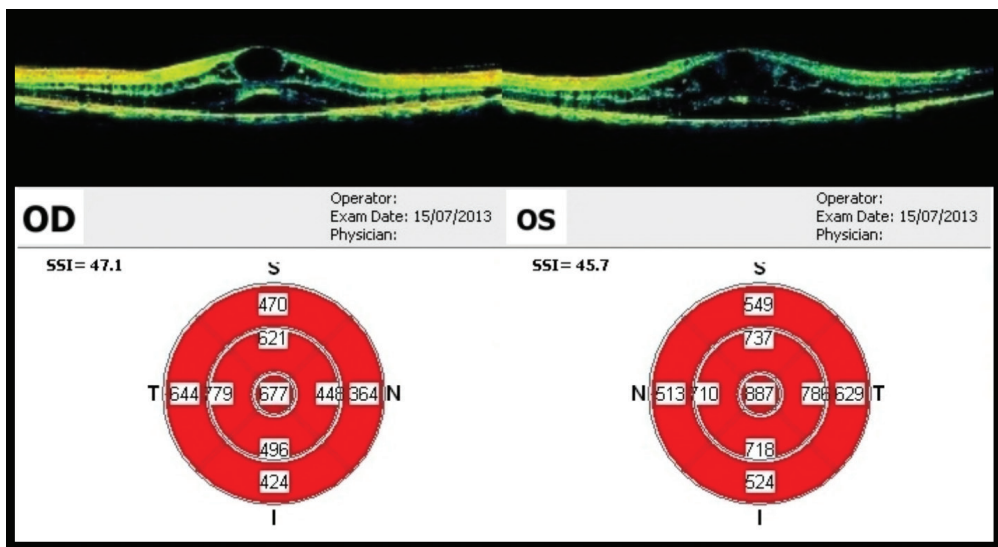 OD
Operator:
Exam Date: 15/07/2013
Physician:
SSI= 47.1
S
470
621
T 644 779 677 448 364 N
496
424
I
OS
Operator:
Exam Date: 15/07/2013
Physician:
SSI= 45.7
S
549
737
N 513 710 887 786 629 T
718
524
I